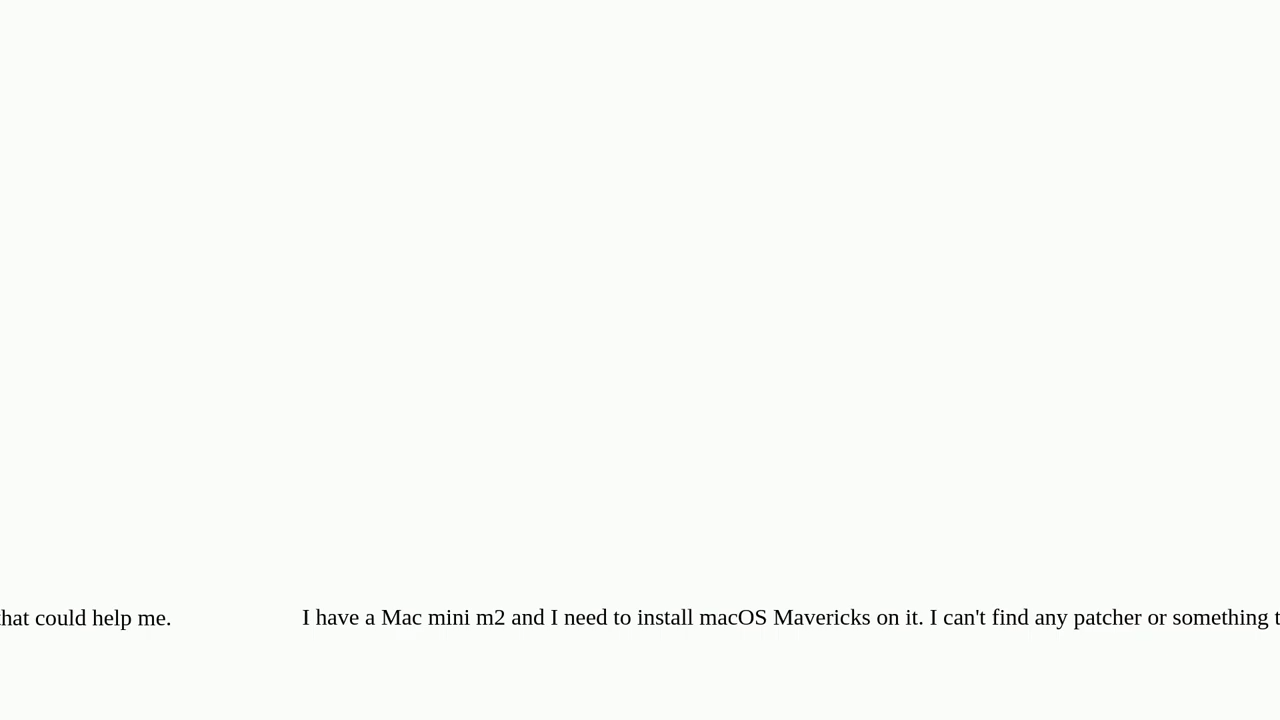 that could help me. I have a Mac mini m2 and I need to install macOS Mavericks on it. I can't find any patcher or something t